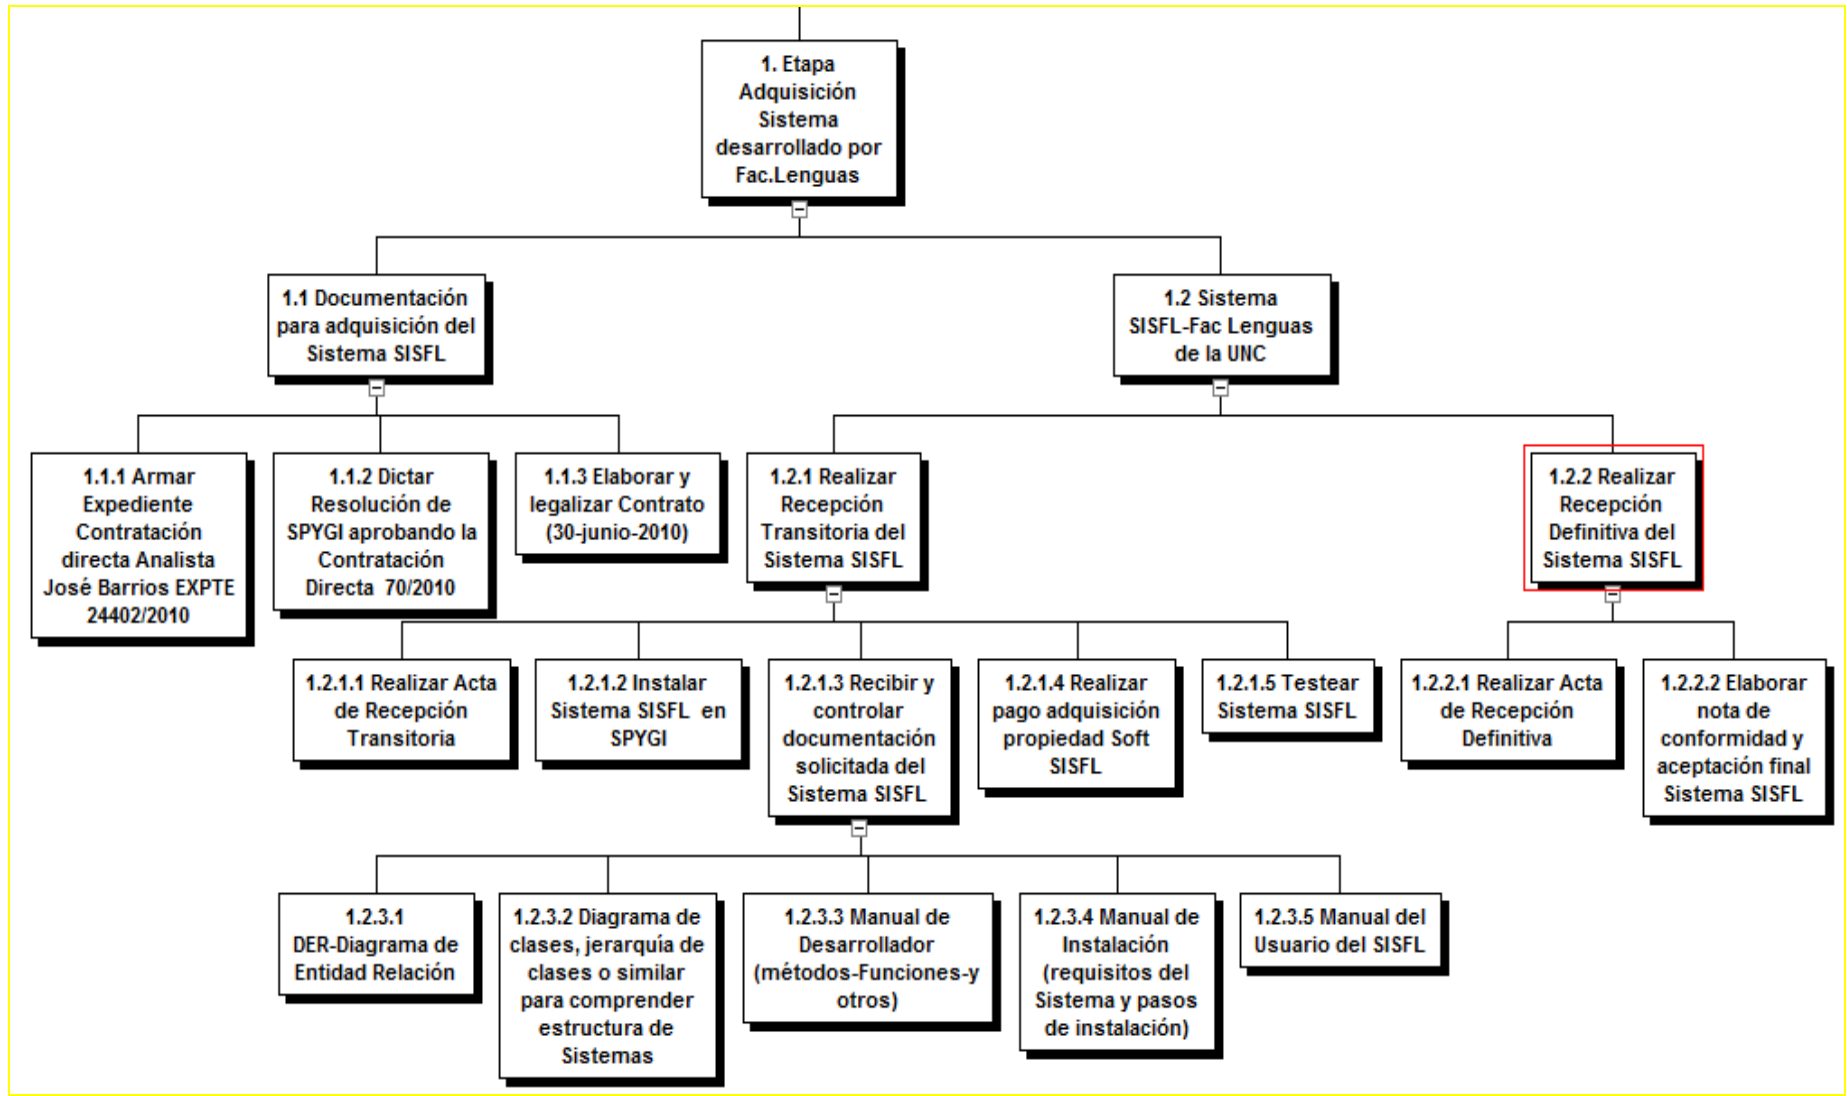 1. Etapa
Adquisición
Sistema
desarrollado por
Fac.Lenguas
1.1 Documentación
para adquisición del
Sistema SISFL
1.2 Sistema
SISFL-Fac Lenguas
de la UNC
1.1.1 Armar
Expediente
Contratación
directa Analista
José Barrios EXPTE
24402/2010
1.1.2 Dictar
Resolución de
SPYGI aprobando la
Contratación
Directa 70/2010
1.1.3 Elaborar y
legalizar Contrato
(30-junio-2010)
1.2.1 Realizar
Recepción
Transitoria del
Sistema SISFL
1.2.2 Realizar
Recepción
Definitiva del
Sistema SISFL
1.2.1.1 Realizar Acta
de Recepción
Transitoria
1.2.1.2 Instalar
Sistema SISFL en
SPYGI
1.2.1.3 Recibir y
controlar
documentación
solicitada del
Sistema SISFL
1.2.1.4 Realizar
pago adquisición
propiedad Soft
SISFL
1.2.1.5 Testear
Sistema SISFL
1.2.2.1 Realizar Acta
de Recepción
Definitiva
1.2.2.2 Elaborar
nota de
conformidad y
aceptación final
Sistema SISFL
1.2.3.1
DER-Diagrama de
Entidad Relación
1.2.3.2 Diagrama de
clases, jerarquía de
clases o similar
para comprender
estructura de
Sistemas
1.2.3.3 Manual de
Desarrollador
(métodos-Funciones-y
otros)
1.2.3.4 Manual de
Instalación
(requisitos del
Sistema y pasos
de instalación)
1.2.3.5 Manual del
Usuario del SISFL